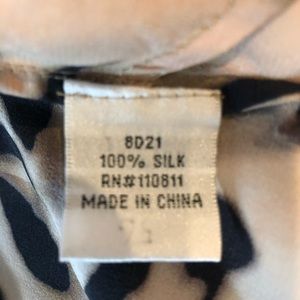 8D21
100% SILK
RN#110811
MADE IN CHINA